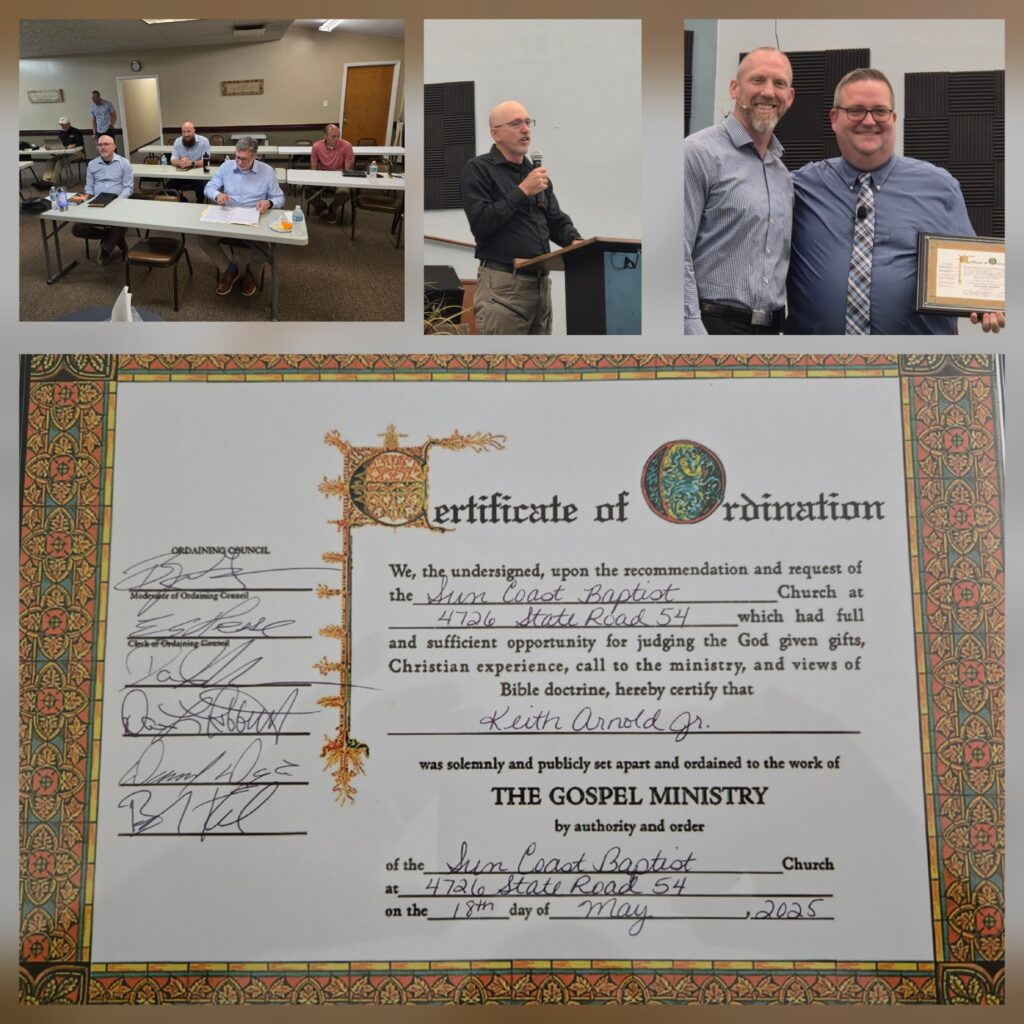 Certificate of Ordination
ORDAINING COUNCIL
Moderator of Ordaining Council
Clerk of Ordaining Council
We, the undersigned, upon the recommendation and request of
the Sun Coast Baptist Church at
4726 State Road 54 which had full
and sufficient opportunity for judging the God given gifts,
Christian experience, call to the ministry, and views of
Bible doctrine, hereby certify that
Keith Arnold Jr.
was solemnly and publicly set apart and ordained to the work of
THE GOSPEL MINISTRY
by authority and order
of the Sun Coast Baptist Church
at 4726 State Road 54
on the 18th day of May, 2025